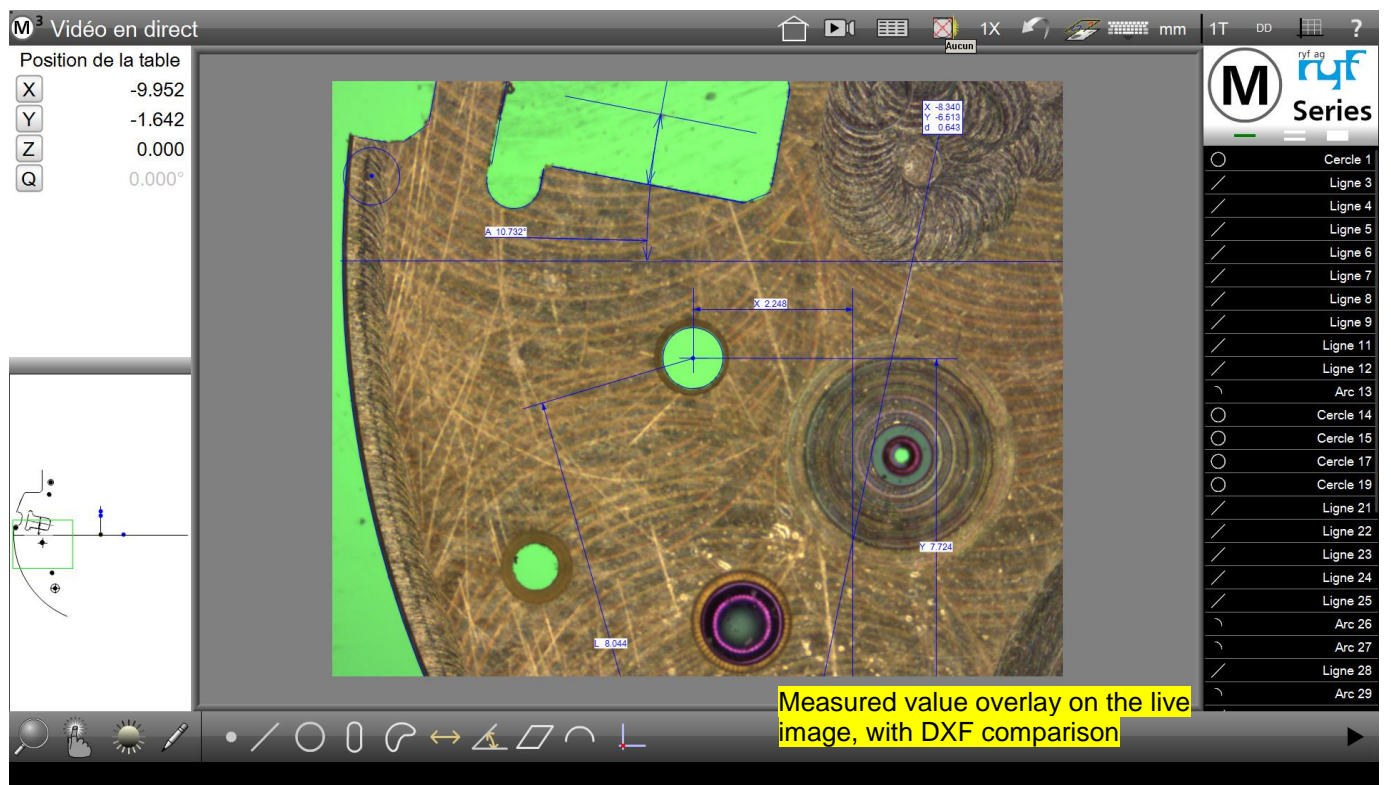 M³ Vidéo en direct
1X
mm
1T
DD
?
Aucun
Position de la table
X -9.952
Y -1.642
Z 0.000
Q 0.000°
X -8.340
Y -6.513
d 0.643
A 10.732°
X 2.248
Y 7.724
L 8.044
M
ryf ag
ryf
Series
Cercle 1
Ligne 3
Ligne 4
Ligne 5
Ligne 6
Ligne 7
Ligne 8
Ligne 9
Ligne 11
Ligne 12
Arc 13
Cercle 14
Cercle 15
Cercle 17
Cercle 19
Ligne 21
Ligne 22
Ligne 23
Ligne 24
Ligne 25
Arc 26
Arc 27
Ligne 28
Arc 29
Measured value overlay on the live
image, with DXF comparison